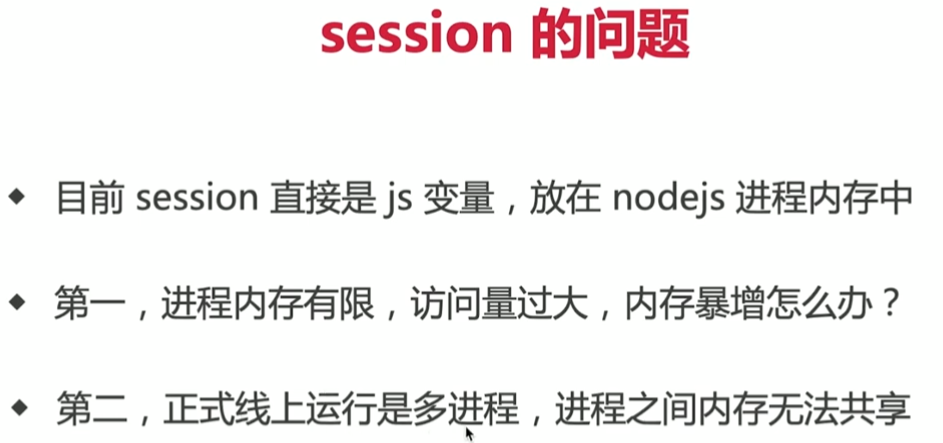 session 的问题
目前 session 直接是 js 变量，放在 nodejs 进程内存中
第一，进程内存有限，访问量过大，内存暴增怎么办？
第二，正式线上运行是多进程，进程之间内存无法共享